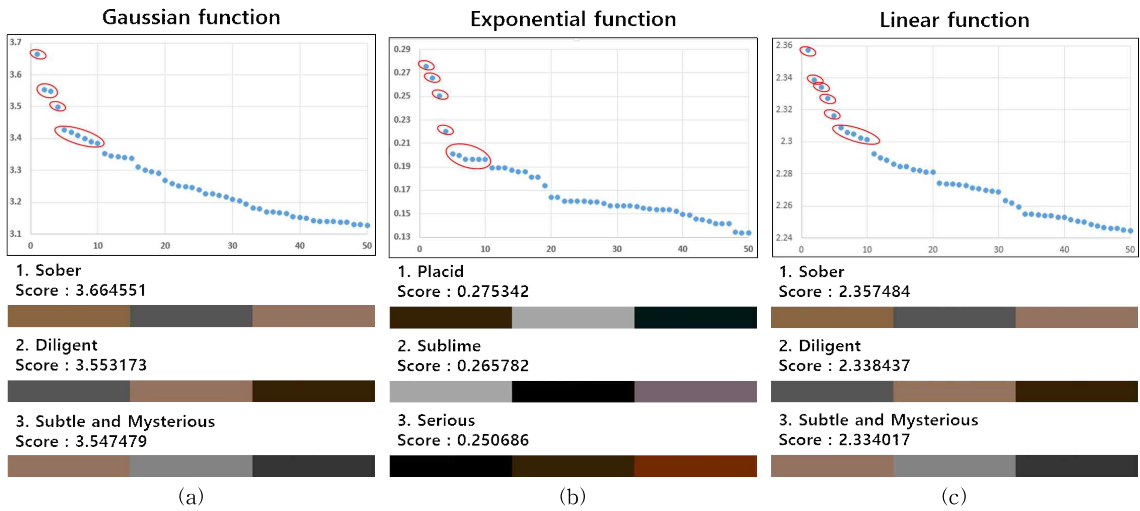 Gaussian function
3.7
3.6
3.5
3.4
3.3
3.2
3.1
0 10 20 30 40 50
1. Sober
Score : 3.664551
2. Diligent
Score : 3.553173
3. Subtle and Mysterious
Score : 3.547479
(a)
Exponential function
0.29
0.27
0.25
0.23
0.21
0.19
0.17
0.15
0.13
0 10 20 30 40 50
1. Placid
Score : 0.275342
2. Sublime
Score : 0.265782
3. Serious
Score : 0.250686
(b)
Linear function
2.36
2.34
2.32
2.3
2.28
2.26
2.24
0 10 20 30 40 50
1. Sober
Score : 2.357484
2. Diligent
Score : 2.338437
3. Subtle and Mysterious
Score : 2.334017
(c)